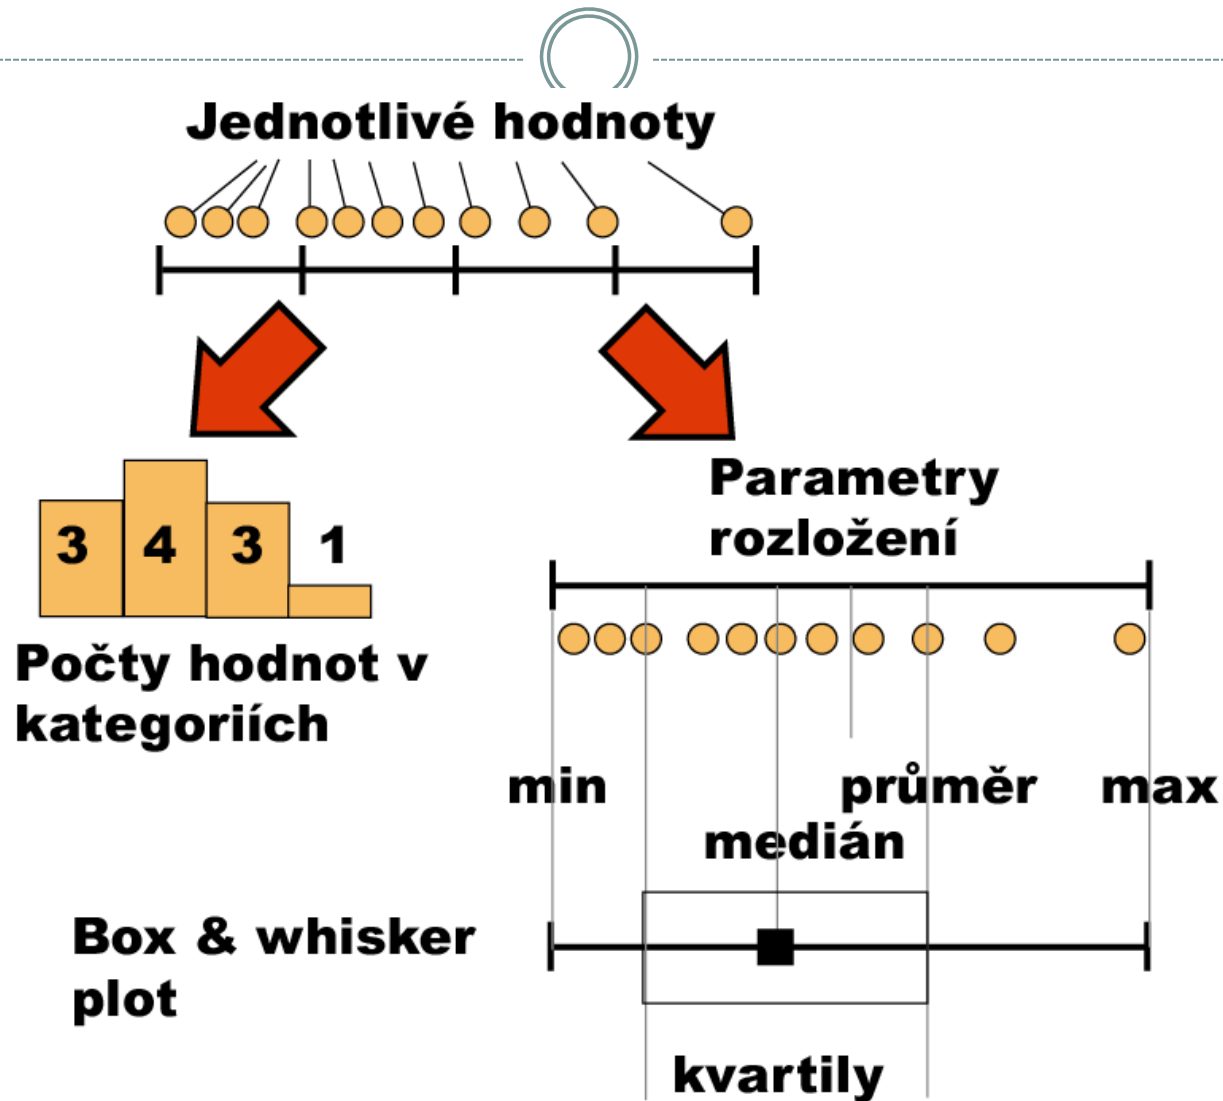 Jednotlivé hodnoty
3 4 3 1
Počty hodnot v
kategoriích
Parametry
rozložení
min průměr max
medián
Box & whisker
plot
kvartily